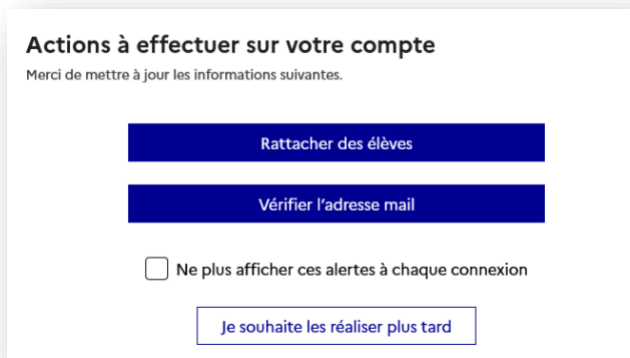 Actions à effectuer sur votre compte
Merci de mettre à jour les informations suivantes.
Rattacher des élèves
Vérifier l’adresse mail
Ne plus afficher ces alertes à chaque connexion
Je souhaite les réaliser plus tard